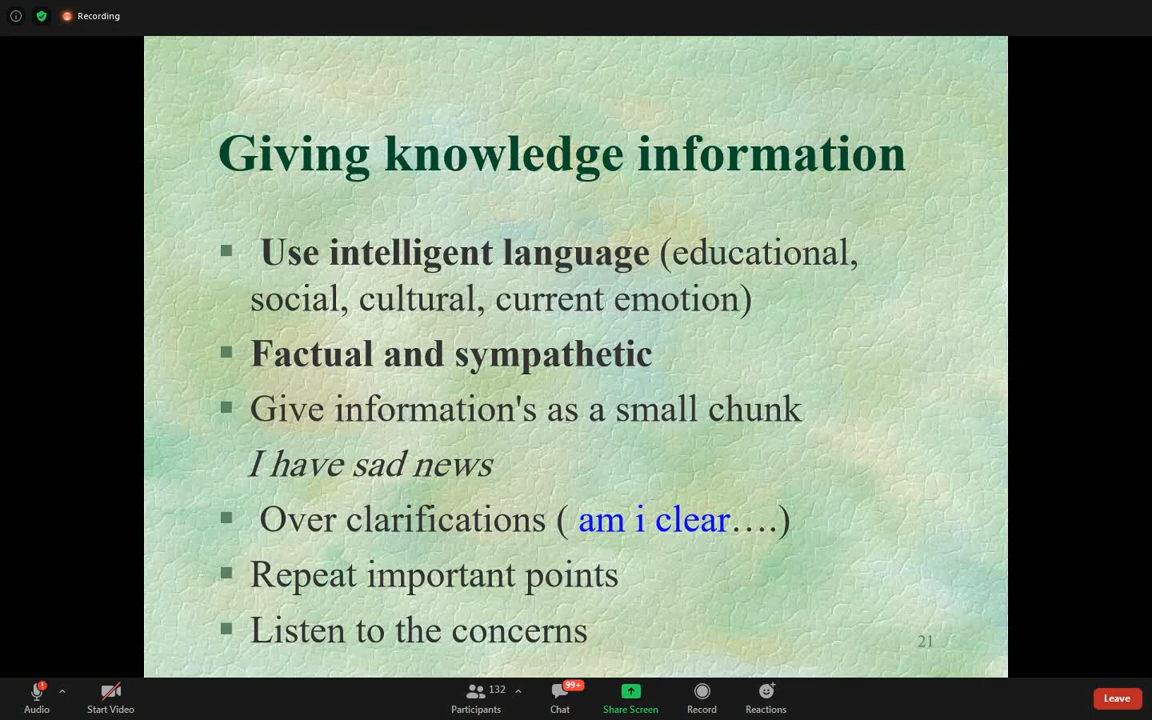 Recording
Giving knowledge information
Use intelligent language (educational,
social, cultural, current emotion)
Factual and sympathetic
Give information's as a small chunk
I have sad news
Over clarifications ( am i clear….)
Repeat important points
Listen to the concerns
21
Audio
Start Video
132
Participants
99+
Chat
Share Screen
Record
Reactions
Leave